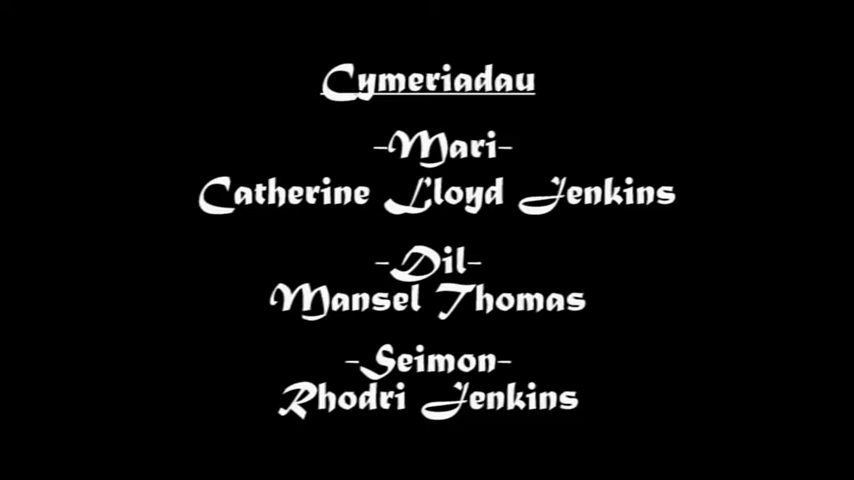 Cymeriadau
-Mari-
Catherine Lloyd Jenkins
-Dil-
Mansel Thomas
-Seimon-
Rhodri Jenkins